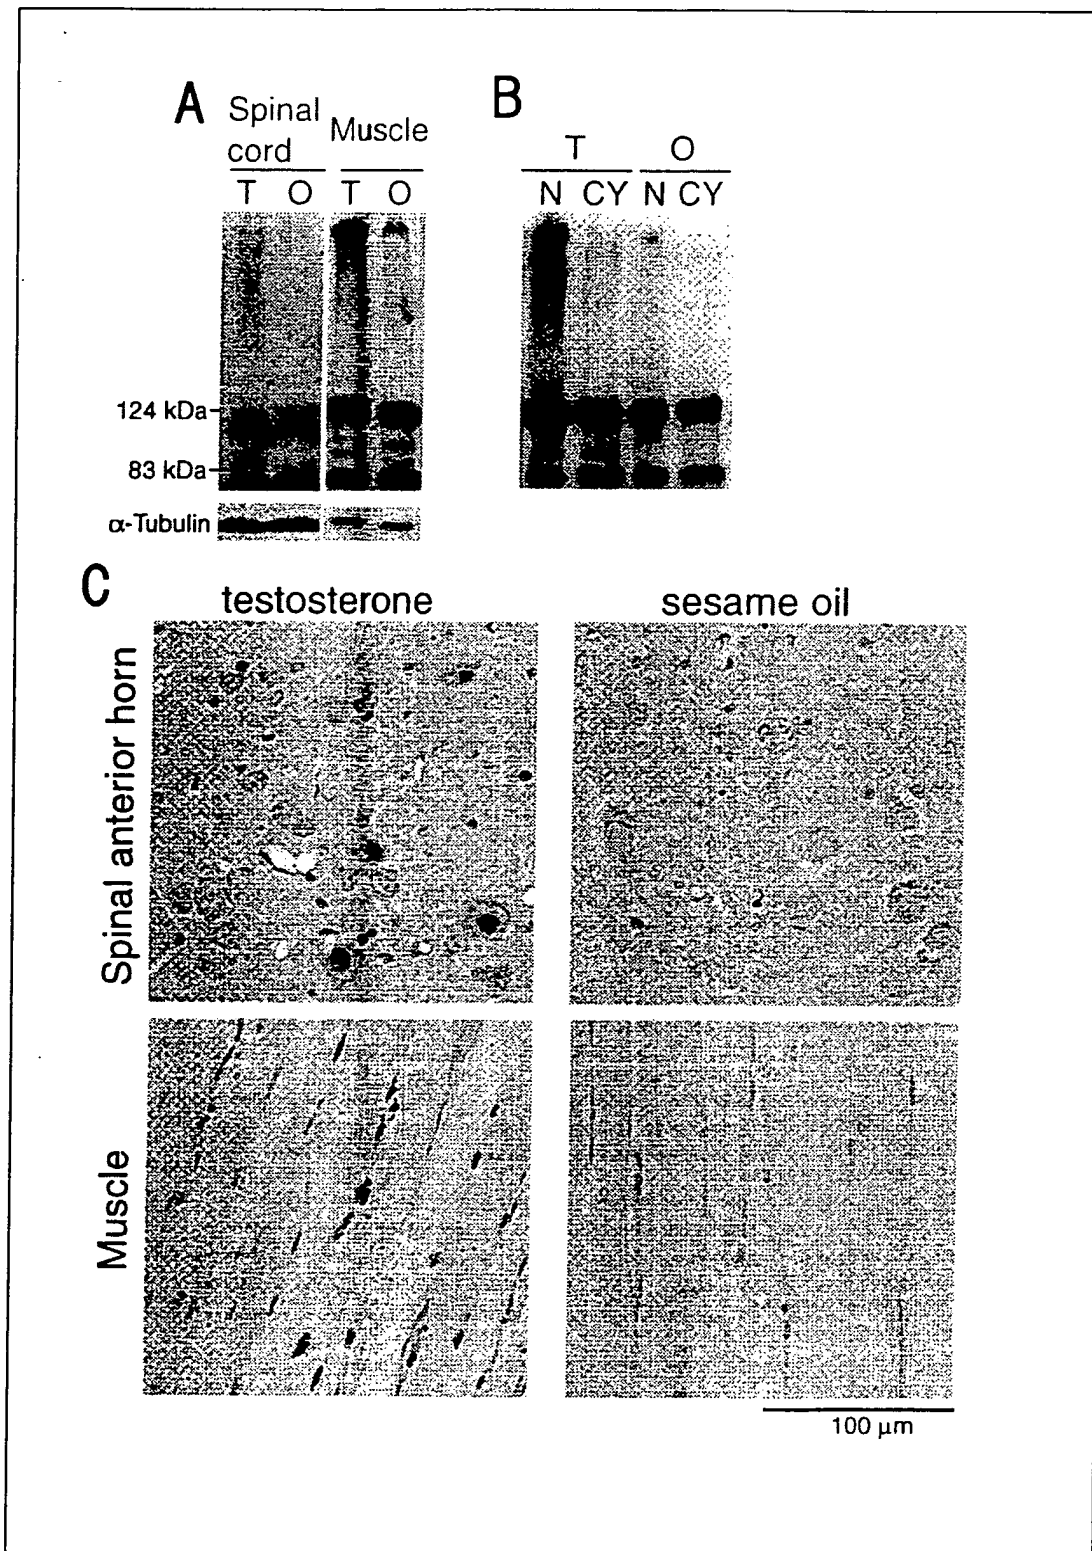 A
Spinal cord
Muscle
T O T O
124 kDa-
83 kDa-
α-Tubulin
B
T O
N CY N CY
C
testosterone
sesame oil
Spinal anterior horn
Muscle
100 µm